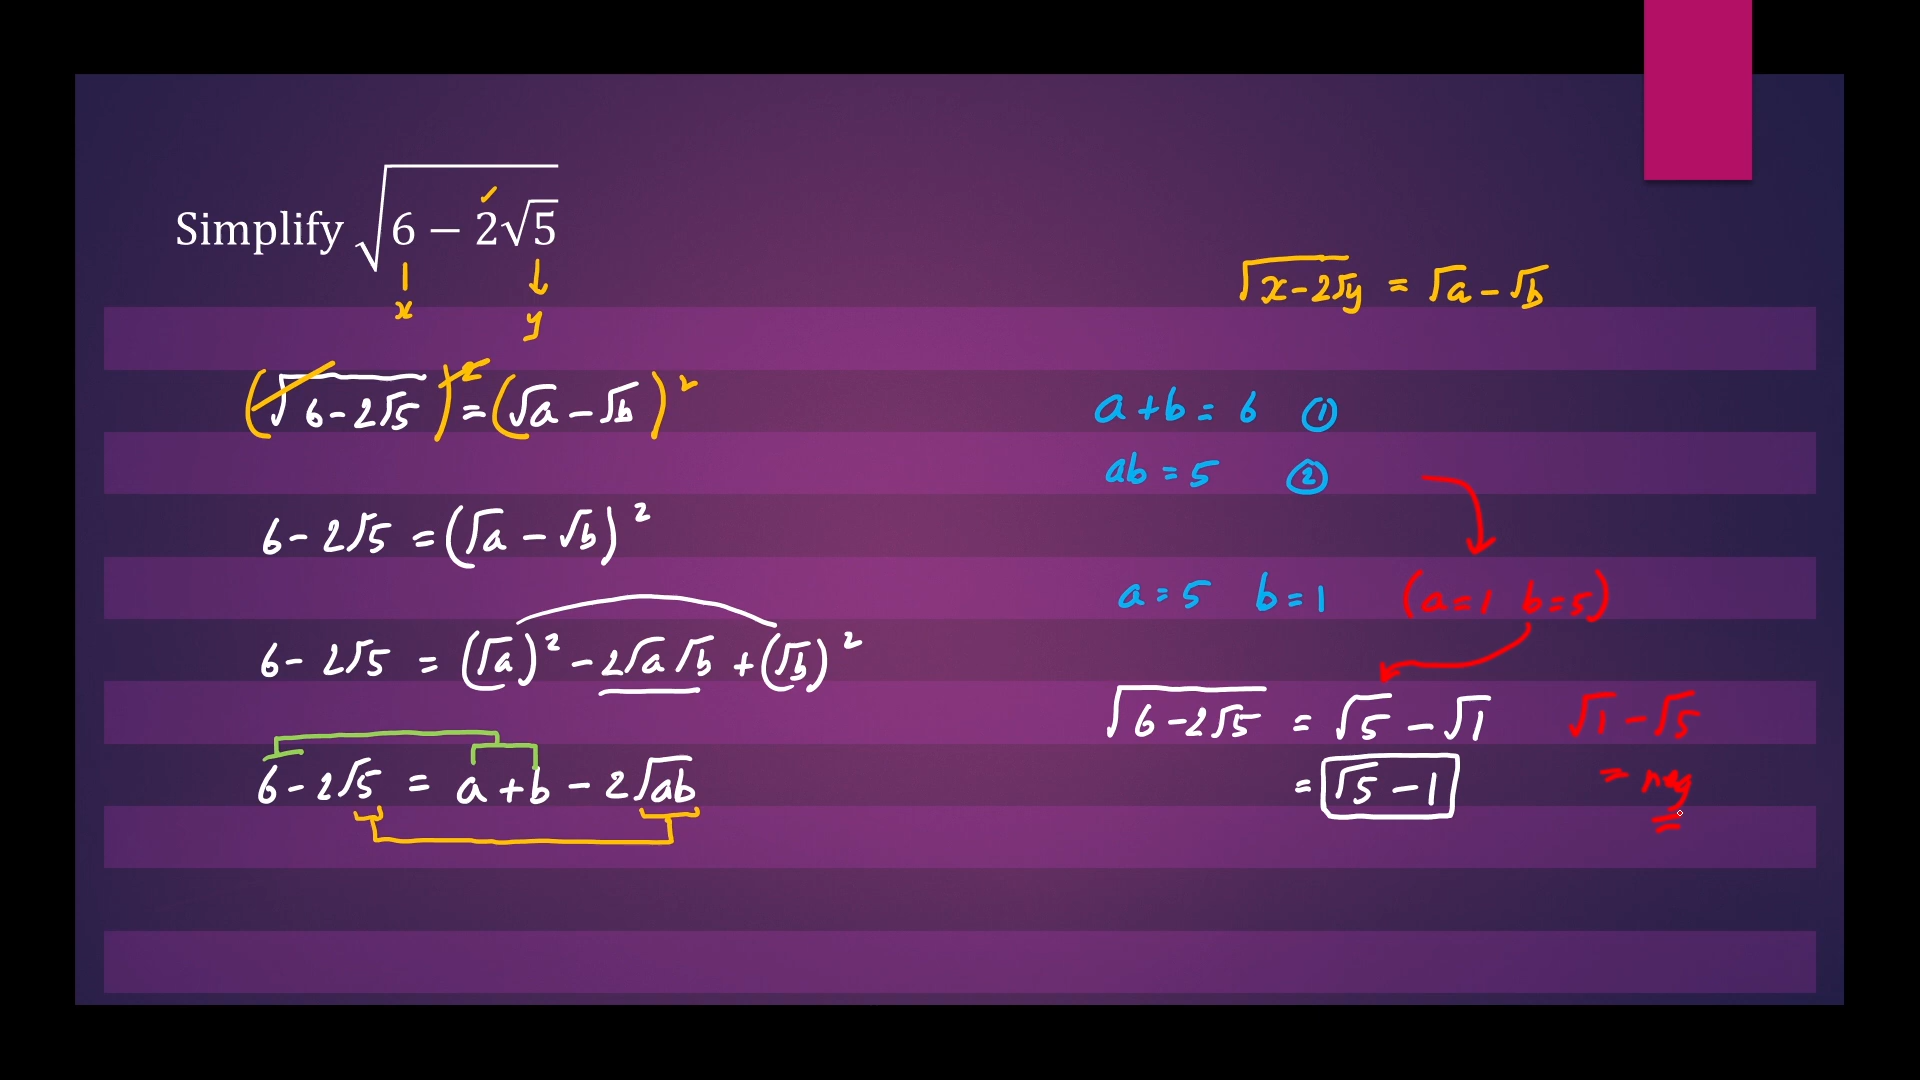 Simplify √(6 − 2√5)
x y
(√(6 − 2√5))² = (√a − √b)²
6 − 2√5 = (√a − √b)²
6 − 2√5 = (√a)² − 2√a √b + (√b)²
6 − 2√5 = a + b − 2√ab
√(x − 2√y) = √a − √b
a + b = 6 ①
ab = 5 ②
a = 5 b = 1 (a = 1 b = 5)
√(6 − 2√5) = √5 − √1 √1 − √5
= √5 − 1 = neg